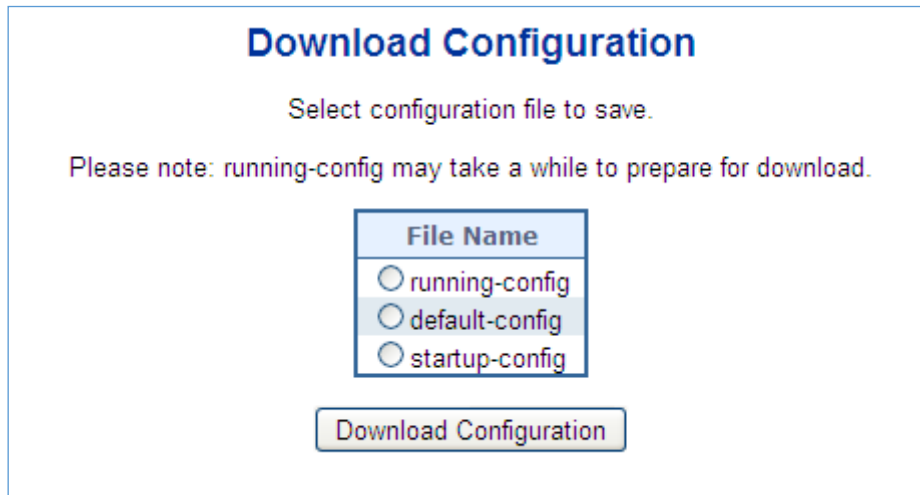 Download Configuration
Select configuration file to save.
Please note: running-config may take a while to prepare for download.
File Name
running-config
default-config
startup-config
Download Configuration